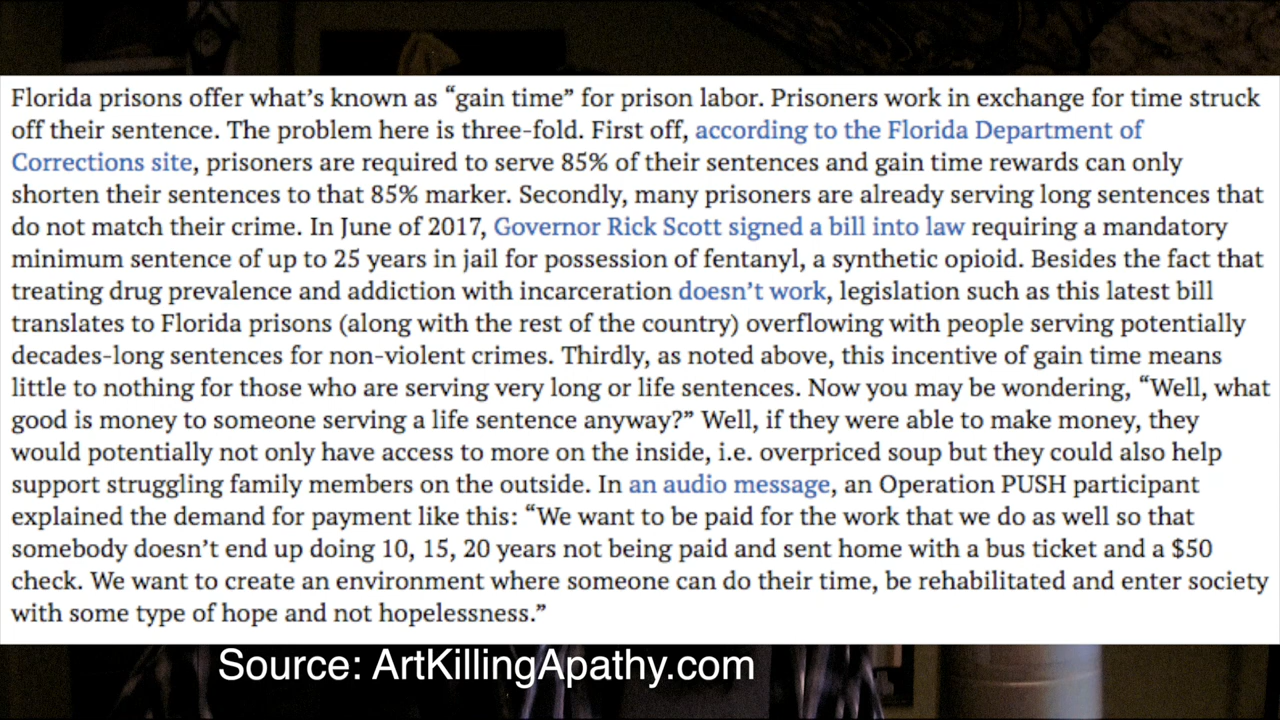 Florida prisons offer what’s known as “gain time” for prison labor. Prisoners work in exchange for time struck
off their sentence. The problem here is three-fold. First off, according to the Florida Department of
Corrections site, prisoners are required to serve 85% of their sentences and gain time rewards can only
shorten their sentences to that 85% marker. Secondly, many prisoners are already serving long sentences that
do not match their crime. In June of 2017, Governor Rick Scott signed a bill into law requiring a mandatory
minimum sentence of up to 25 years in jail for possession of fentanyl, a synthetic opioid. Besides the fact that
treating drug prevalence and addiction with incarceration doesn’t work, legislation such as this latest bill
translates to Florida prisons (along with the rest of the country) overflowing with people serving potentially
decades-long sentences for non-violent crimes. Thirdly, as noted above, this incentive of gain time means
little to nothing for those who are serving very long or life sentences. Now you may be wondering, “Well, what
good is money to someone serving a life sentence anyway?” Well, if they were able to make money, they
would potentially not only have access to more on the inside, i.e. overpriced soup but they could also help
support struggling family members on the outside. In an audio message, an Operation PUSH participant
explained the demand for payment like this: “We want to be paid for the work that we do as well so that
somebody doesn’t end up doing 10, 15, 20 years not being paid and sent home with a bus ticket and a $50
check. We want to create an environment where someone can do their time, be rehabilitated and enter society
with some type of hope and not hopelessness.”
Source: ArtKillingApathy.com